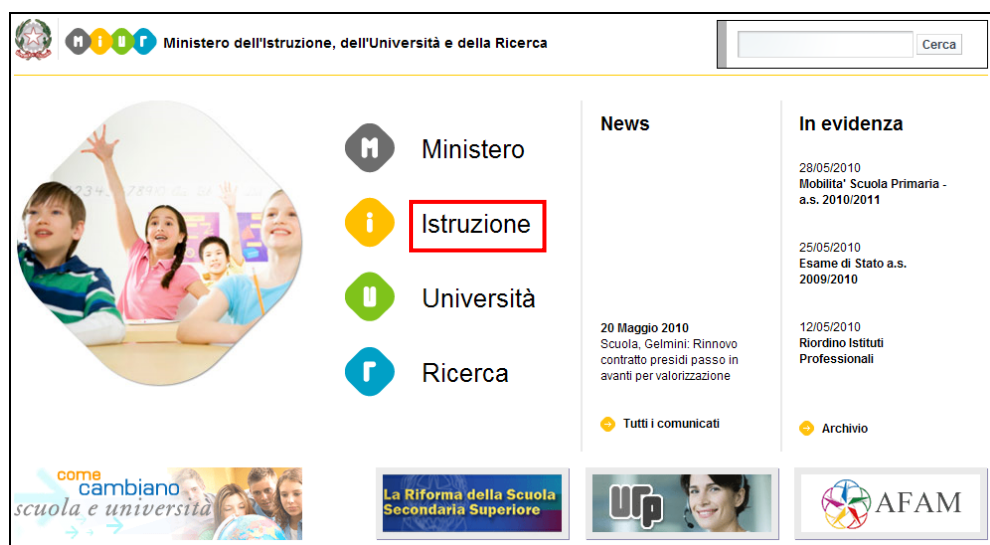 MIUR Ministero dell'Istruzione, dell'Università e della Ricerca
Cerca
Ministero
Istruzione
Università
Ricerca
News
20 Maggio 2010
Scuola, Gelmini: Rinnovo
contratto presidi passo in
avanti per valorizzazione
Tutti i comunicati
In evidenza
28/05/2010
Mobilita' Scuola Primaria -
a.s. 2010/2011
25/05/2010
Esame di Stato a.s.
2009/2010
12/05/2010
Riordino Istituti
Professionali
Archivio
come
cambiano
scuola e università
La Riforma della Scuola
Secondaria Superiore
urp
AFAM